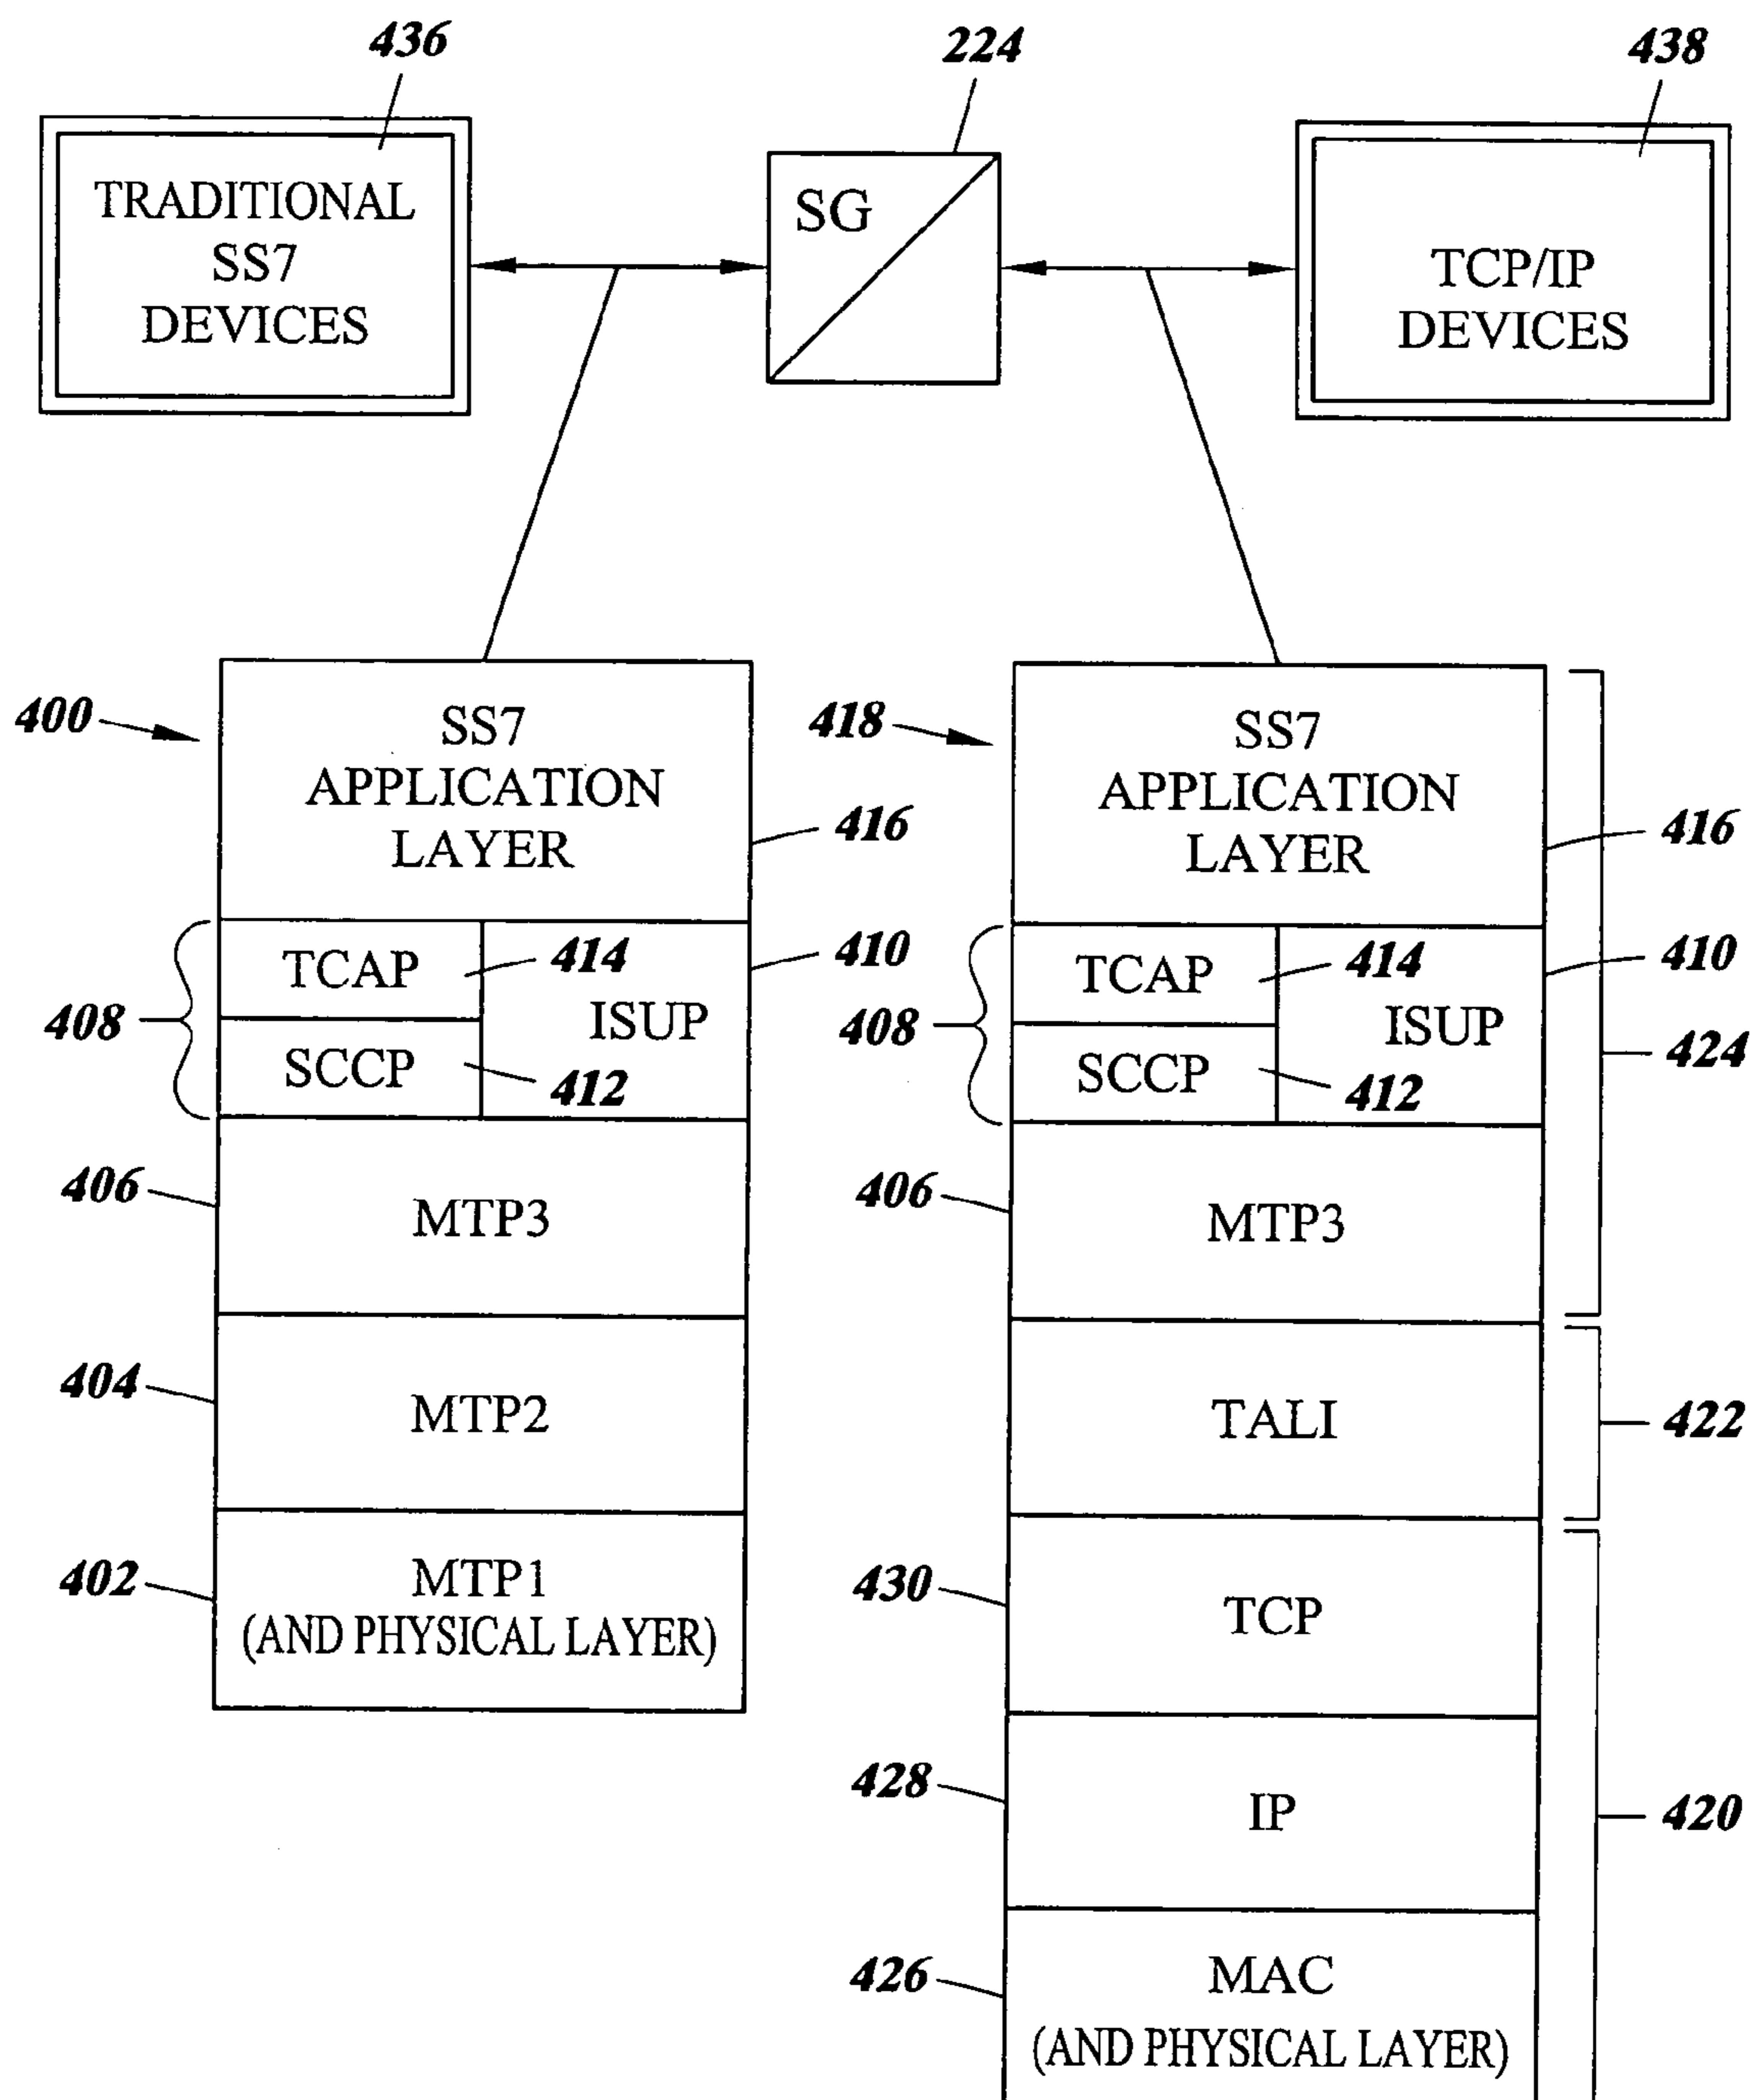 436
224
438
TRADITIONAL
SS7
DEVICES
SG
TCP/IP
DEVICES
400
SS7
APPLICATION
LAYER
416
TCAP
414
410
408
ISUP
SCCP
412
406
MTP3
404
MTP2
402
MTP1
(AND PHYSICAL LAYER)
418
SS7
APPLICATION
LAYER
416
TCAP
414
410
408
ISUP
424
SCCP
412
406
MTP3
TALI
422
430
TCP
428
IP
420
426
MAC
(AND PHYSICAL LAYER)